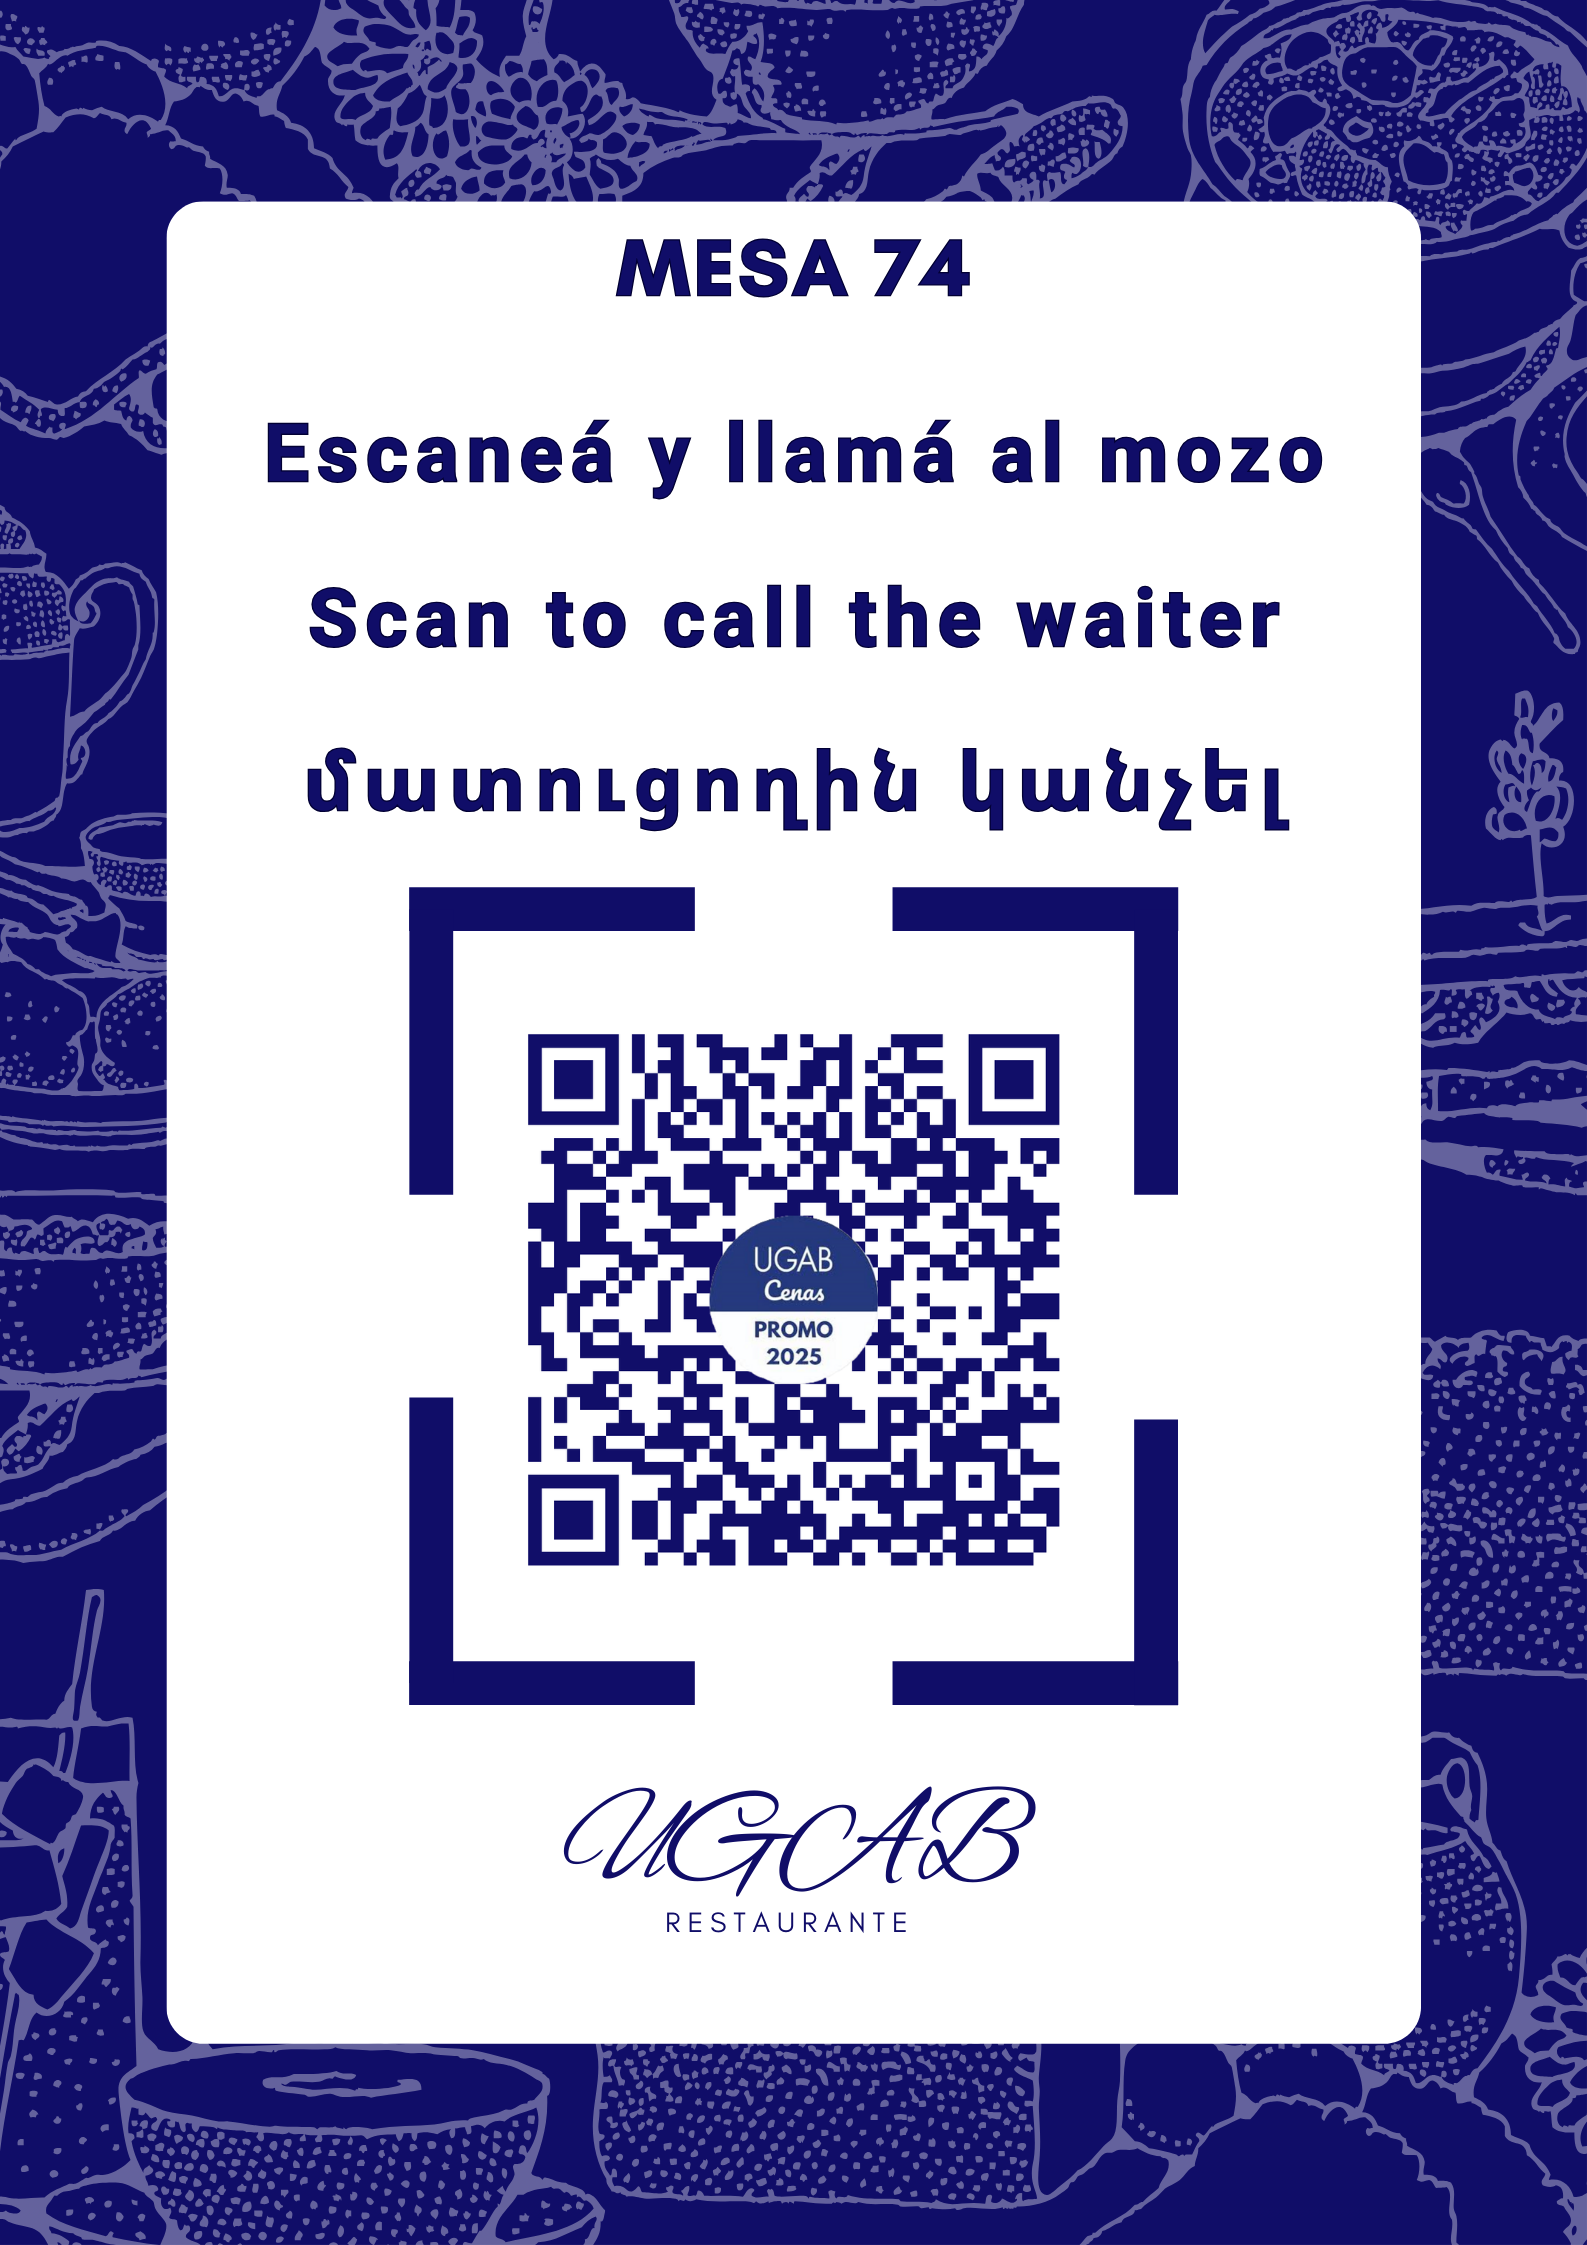 MESA 74
Escaneá y llamá al mozo
Scan to call the waiter
մատուցողին կանչել
UGAB
Cenas
PROMO
2025
UGAB
RESTAURANTE